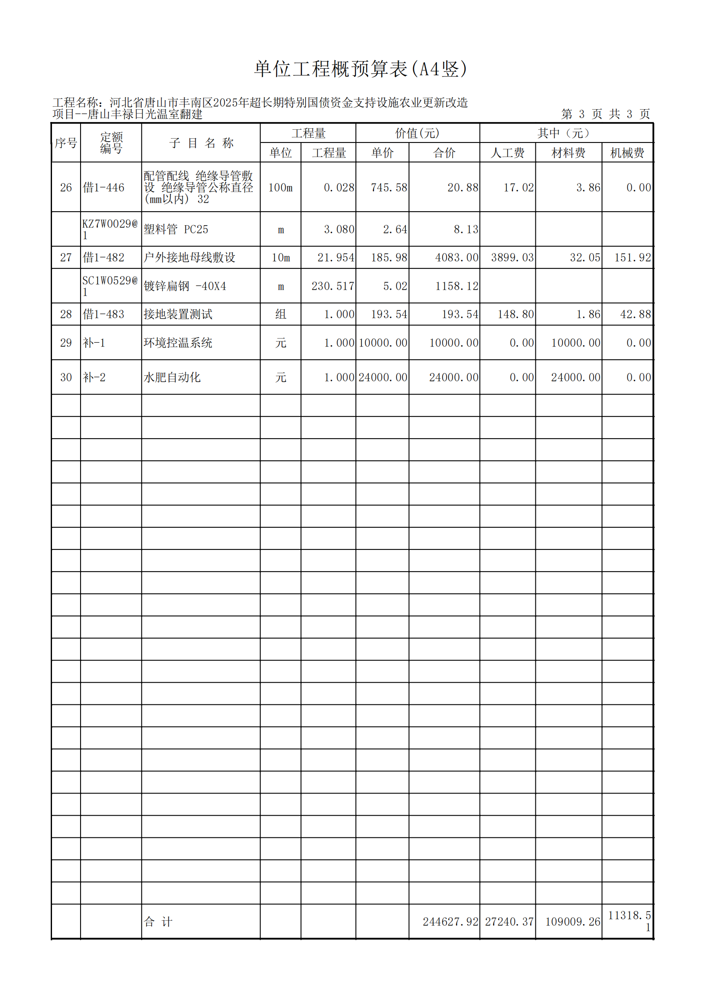 单位工程概预算表(A4竖)
工程名称：河北省唐山市丰南区2025年超长期特别国债资金支持设施农业更新改造
项目--唐山丰禄日光温室翻建
第 3 页 共 3 页
序号 定额编号 子 目 名 称 工程量 价值(元) 其中（元）
单位 工程量 单价 合价 人工费 材料费 机械费
26 借1-446 配管配线 绝缘导管敷设 绝缘导管公称直径(mm以内) 32 100m 0.028 745.58 20.88 17.02 3.86 0.00
KZ7W0029@1 塑料管 PC25 m 3.080 2.64 8.13
27 借1-482 户外接地母线敷设 10m 21.954 185.98 4083.00 3899.03 32.05 151.92
SC1W0529@1 镀锌扁钢 -40X4 m 230.517 5.02 1158.12
28 借1-483 接地装置测试 组 1.000 193.54 193.54 148.80 1.86 42.88
29 补-1 环境控温系统 元 1.000 10000.00 10000.00 0.00 10000.00 0.00
30 补-2 水肥自动化 元 1.000 24000.00 24000.00 0.00 24000.00 0.00
合 计 244627.92 27240.37 109009.26 11318.51